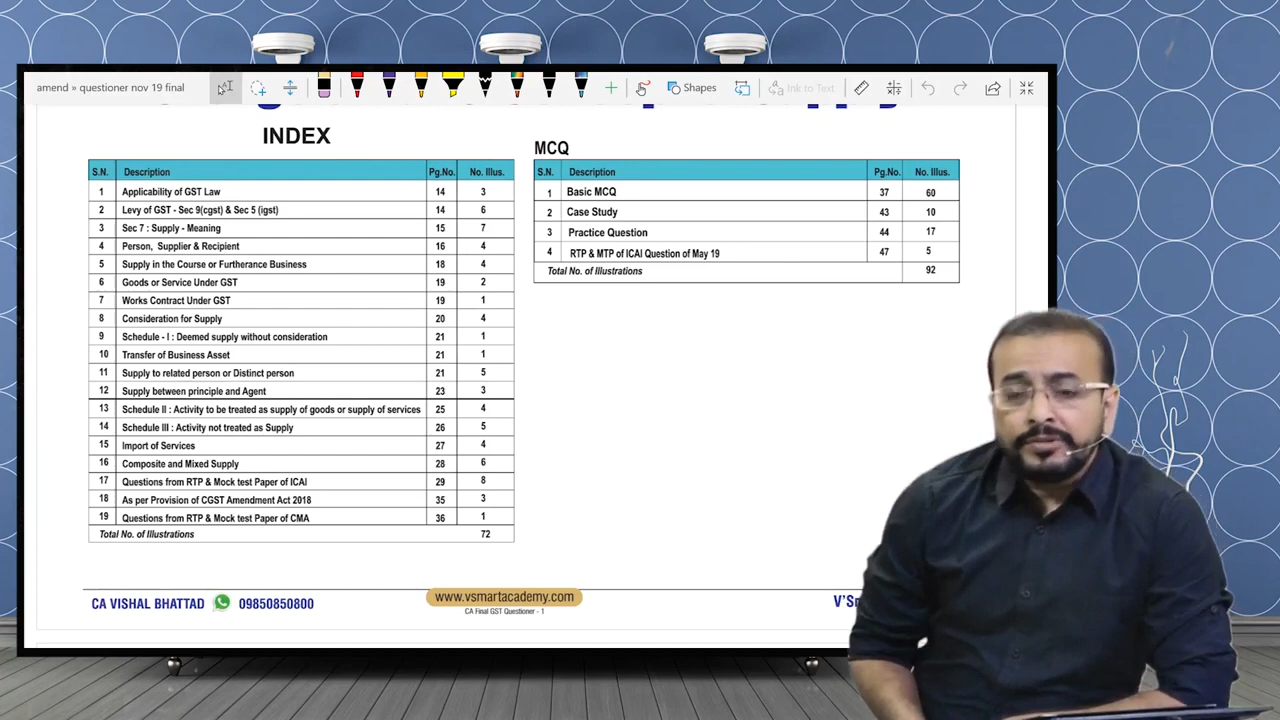 amend » questioner nov 19 final
Shapes
Ink to Text
INDEX
S.N. Description Pg.No. No. Illus.
1 Applicability of GST Law 14 3
2 Levy of GST - Sec 9(cgst) & Sec 5 (igst) 14 6
3 Sec 7 : Supply - Meaning 15 7
4 Person, Supplier & Recipient 16 4
5 Supply in the Course or Furtherance Business 18 4
6 Goods or Service Under GST 19 2
7 Works Contract Under GST 19 1
8 Consideration for Supply 20 4
9 Schedule - I : Deemed supply without consideration 21 1
10 Transfer of Business Asset 21 1
11 Supply to related person or Distinct person 21 5
12 Supply between principle and Agent 23 3
13 Schedule II : Activity to be treated as supply of goods or supply of services 25 4
14 Schedule III : Activity not treated as Supply 26 5
15 Import of Services 27 4
16 Composite and Mixed Supply 28 6
17 Questions from RTP & Mock test Paper of ICAI 29 8
18 As per Provision of CGST Amendment Act 2018 35 3
19 Questions from RTP & Mock test Paper of CMA 36 1
Total No. of Illustrations 72
MCQ
S.N. Description Pg.No. No. Illus.
1 Basic MCQ 37 60
2 Case Study 43 10
3 Practice Question 44 17
4 RTP & MTP of ICAI Question of May 19 47 5
Total No. of Illustrations 92
CA VISHAL BHATTAD 09850850800
www.vsmartacademy.com
CA Final GST Questioner - 1